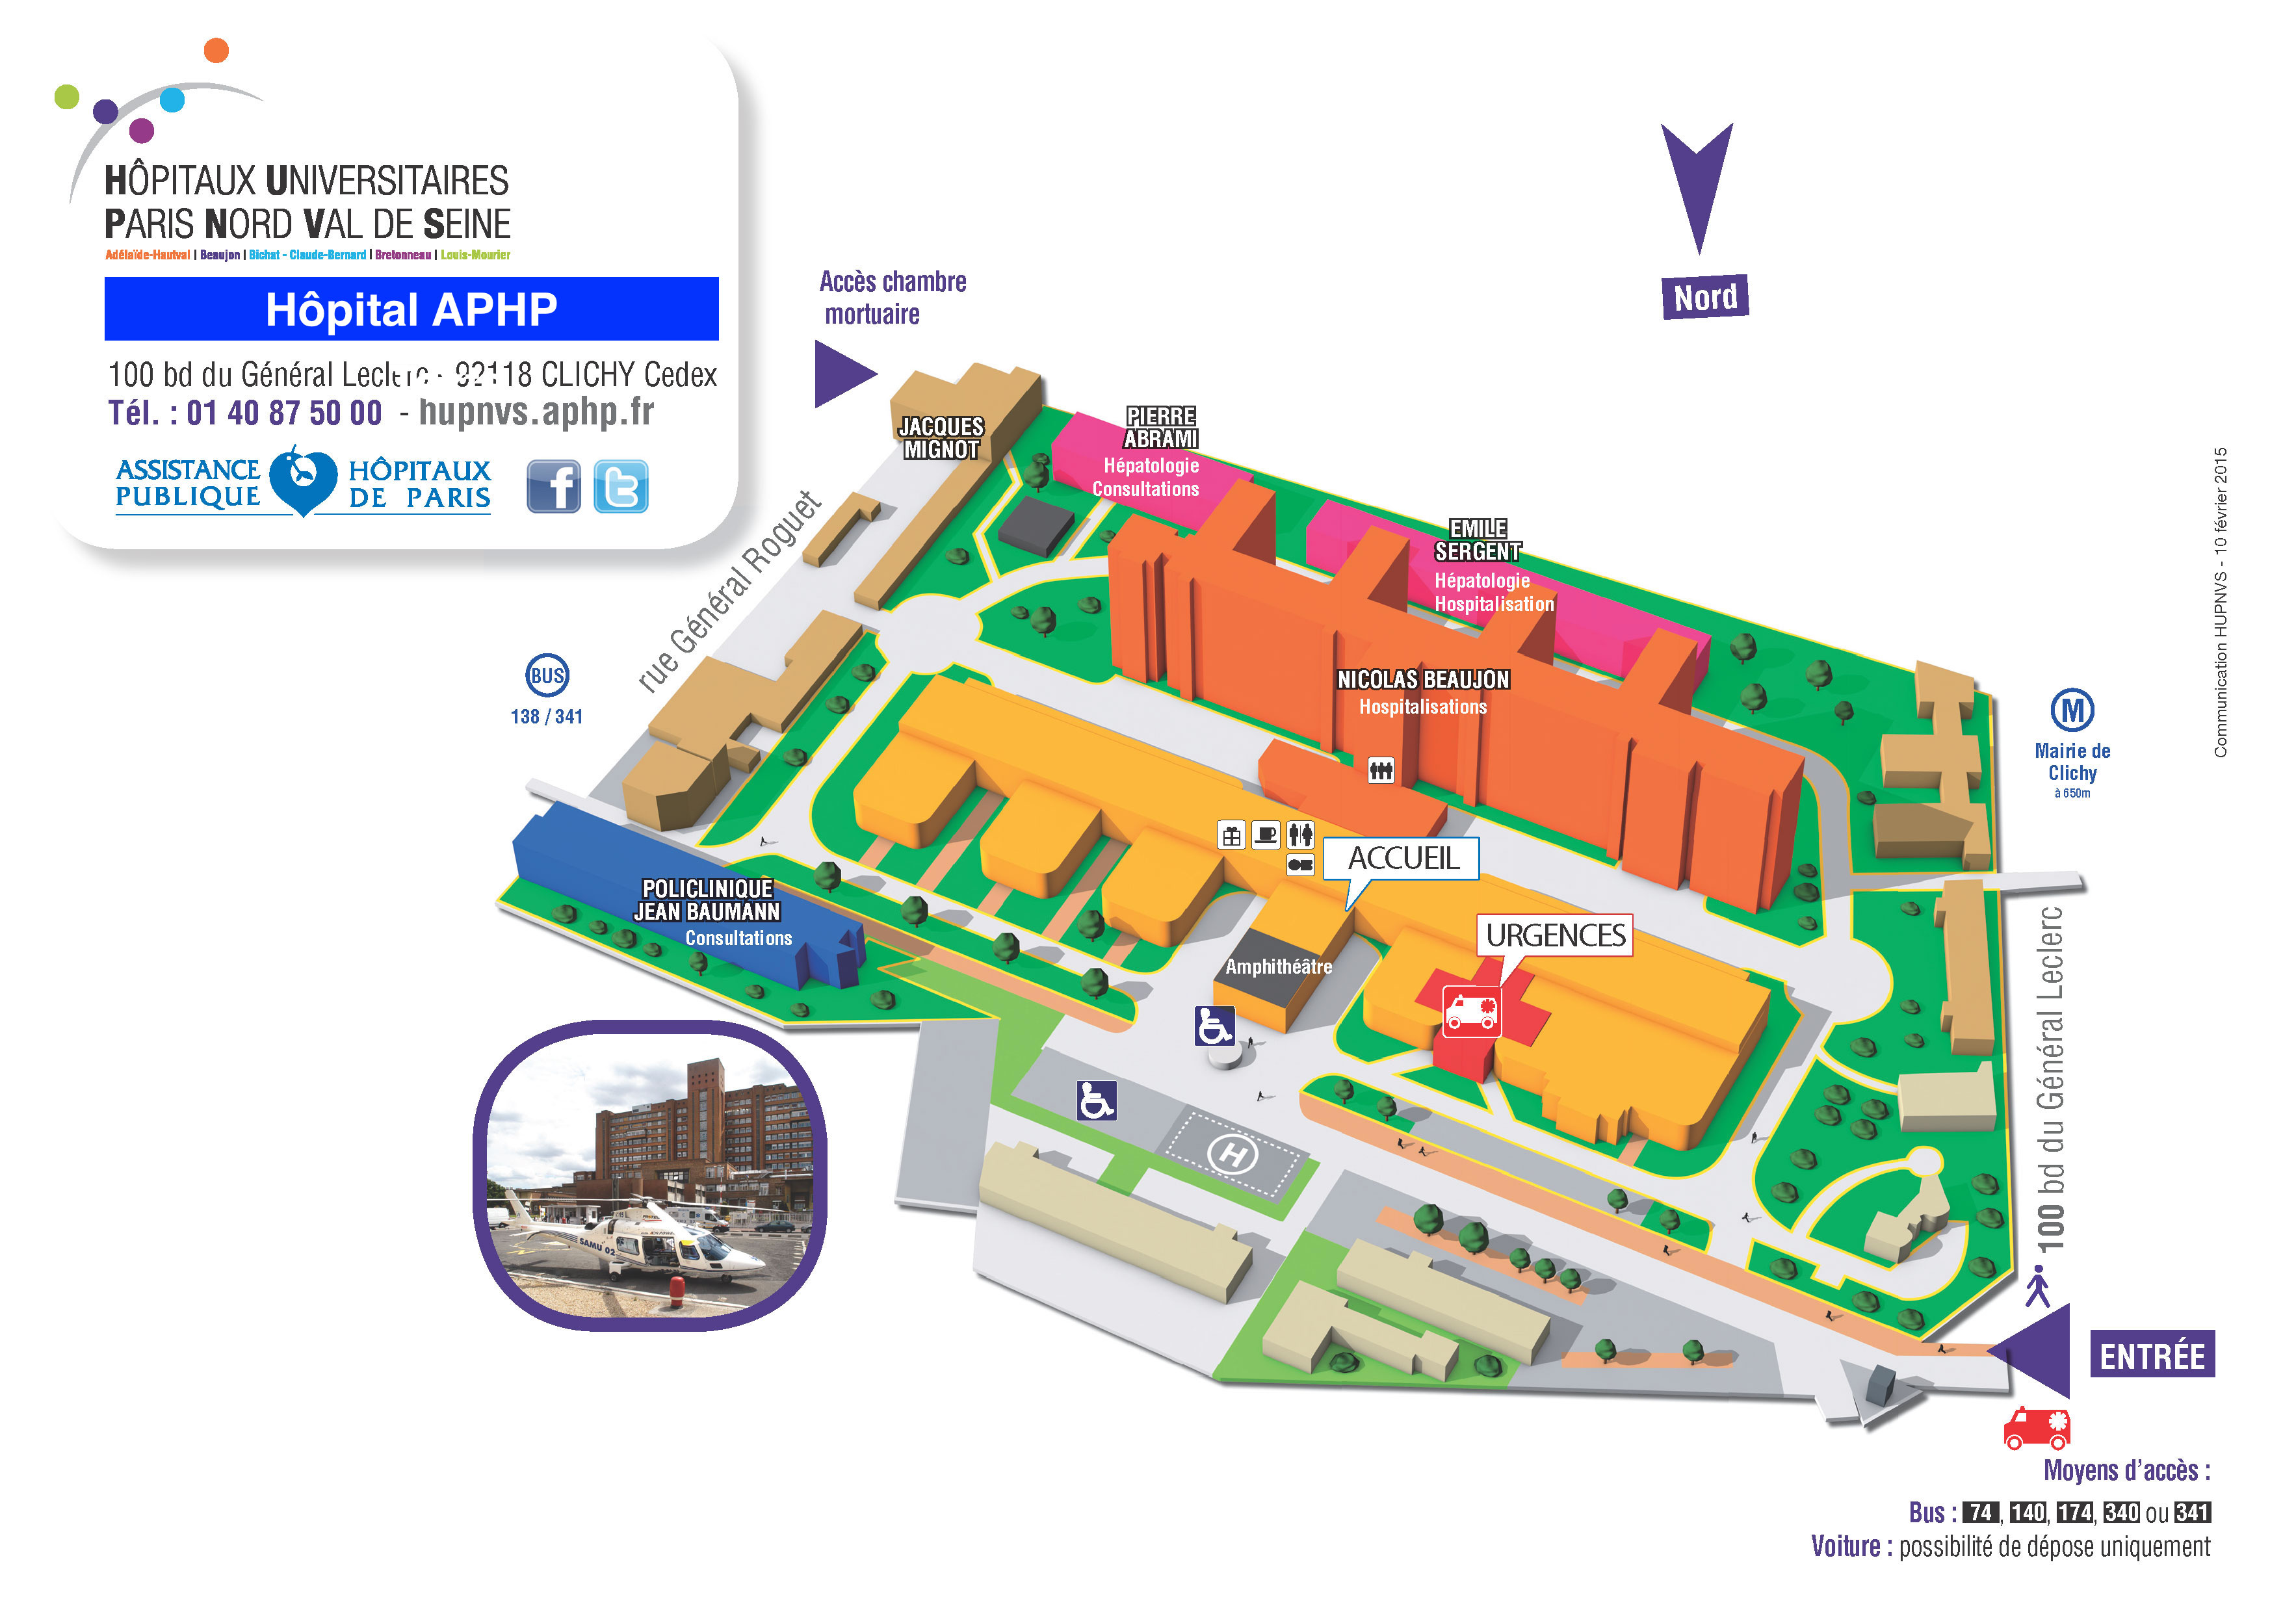 HÔPITAUX UNIVERSITAIRES
PARIS NORD VAL DE SEINE
Adélaïde-Hautval | Beaujon | Bichat - Claude-Bernard | Bretonneau | Louis-Mourier
Hôpital APHP
100 bd du Général Leclerc - 92118 CLICHY Cedex
Tél. : 01 40 87 50 00 - hupnvs.aphp.fr
ASSISTANCE HÔPITAUX
PUBLIQUE DE PARIS
f
t
Accès chambre
mortuaire
Nord
JACQUES
MIGNOT
PIERRE
ABRAMI
Hépatologie
Consultations
EMILE
SERGENT
Hépatologie
Hospitalisation
rue Général Roguet
BUS
138 / 341
NICOLAS BEAUJON
Hospitalisations
M
Mairie de
Clichy
à 650m
Communication HUPNVS - 10 février 2015
ACCUEIL
POLICLINIQUE
JEAN BAUMANN
Consultations
URGENCES
Amphithéâtre
H
SAMU 02
100 bd du Général Leclerc
ENTRÉE
Moyens d'accès :
Bus : 74, 140, 174, 340 ou 341
Voiture : possibilité de dépose uniquement